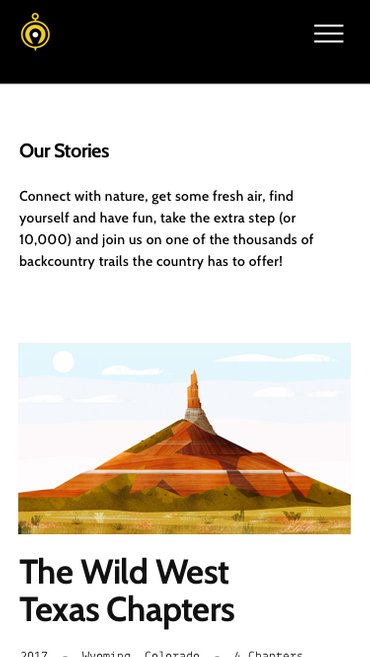 Our Stories
Connect with nature, get some fresh air, find
yourself and have fun, take the extra step (or
10,000) and join us on one of the thousands of
backcountry trails the country has to offer!
The Wild West
Texas Chapters
2017 - Wyoming, Colorado - 4 Chapters